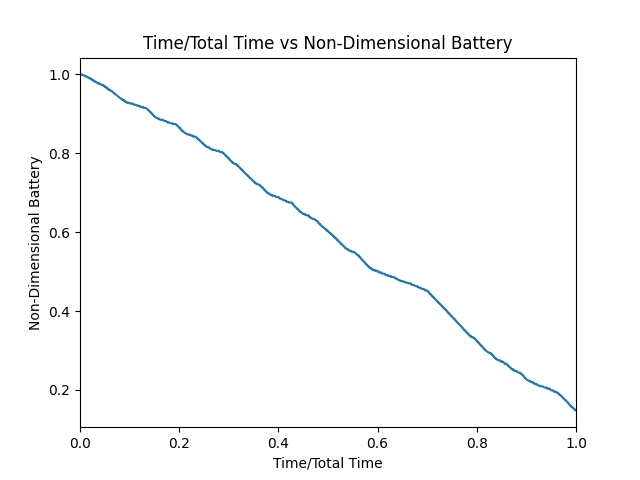 Time/Total Time vs Non-Dimensional Battery
1.0
0.8
0.6
0.4
0.2
Non-Dimensional Battery
0.0 0.2 0.4 0.6 0.8 1.0
Time/Total Time